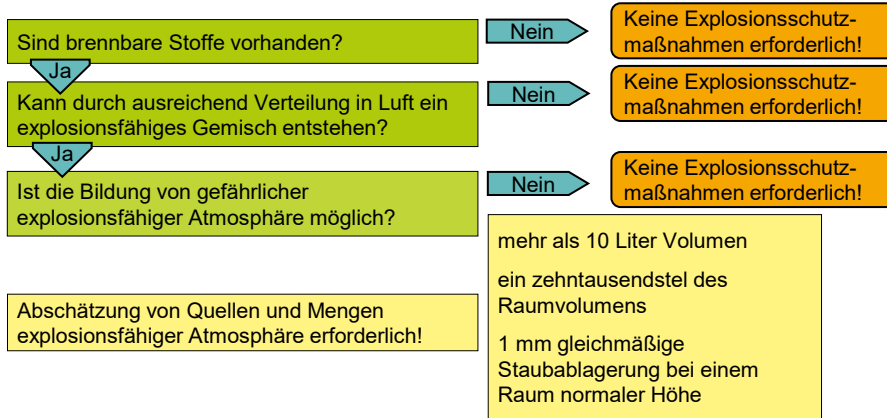 Sind brennbare Stoffe vorhanden?
Nein
Keine Explosionsschutz-
maßnahmen erforderlich!
Ja
Kann durch ausreichend Verteilung in Luft ein
explosionsfähiges Gemisch entstehen?
Nein
Keine Explosionsschutz-
maßnahmen erforderlich!
Ja
Ist die Bildung von gefährlicher
explosionsfähiger Atmosphäre möglich?
Nein
Keine Explosionsschutz-
maßnahmen erforderlich!
Abschätzung von Quellen und Mengen
explosionsfähiger Atmosphäre erforderlich!
mehr als 10 Liter Volumen
ein zehntausendstel des
Raumvolumens
1 mm gleichmäßige
Staubablagerung bei einem
Raum normaler Höhe